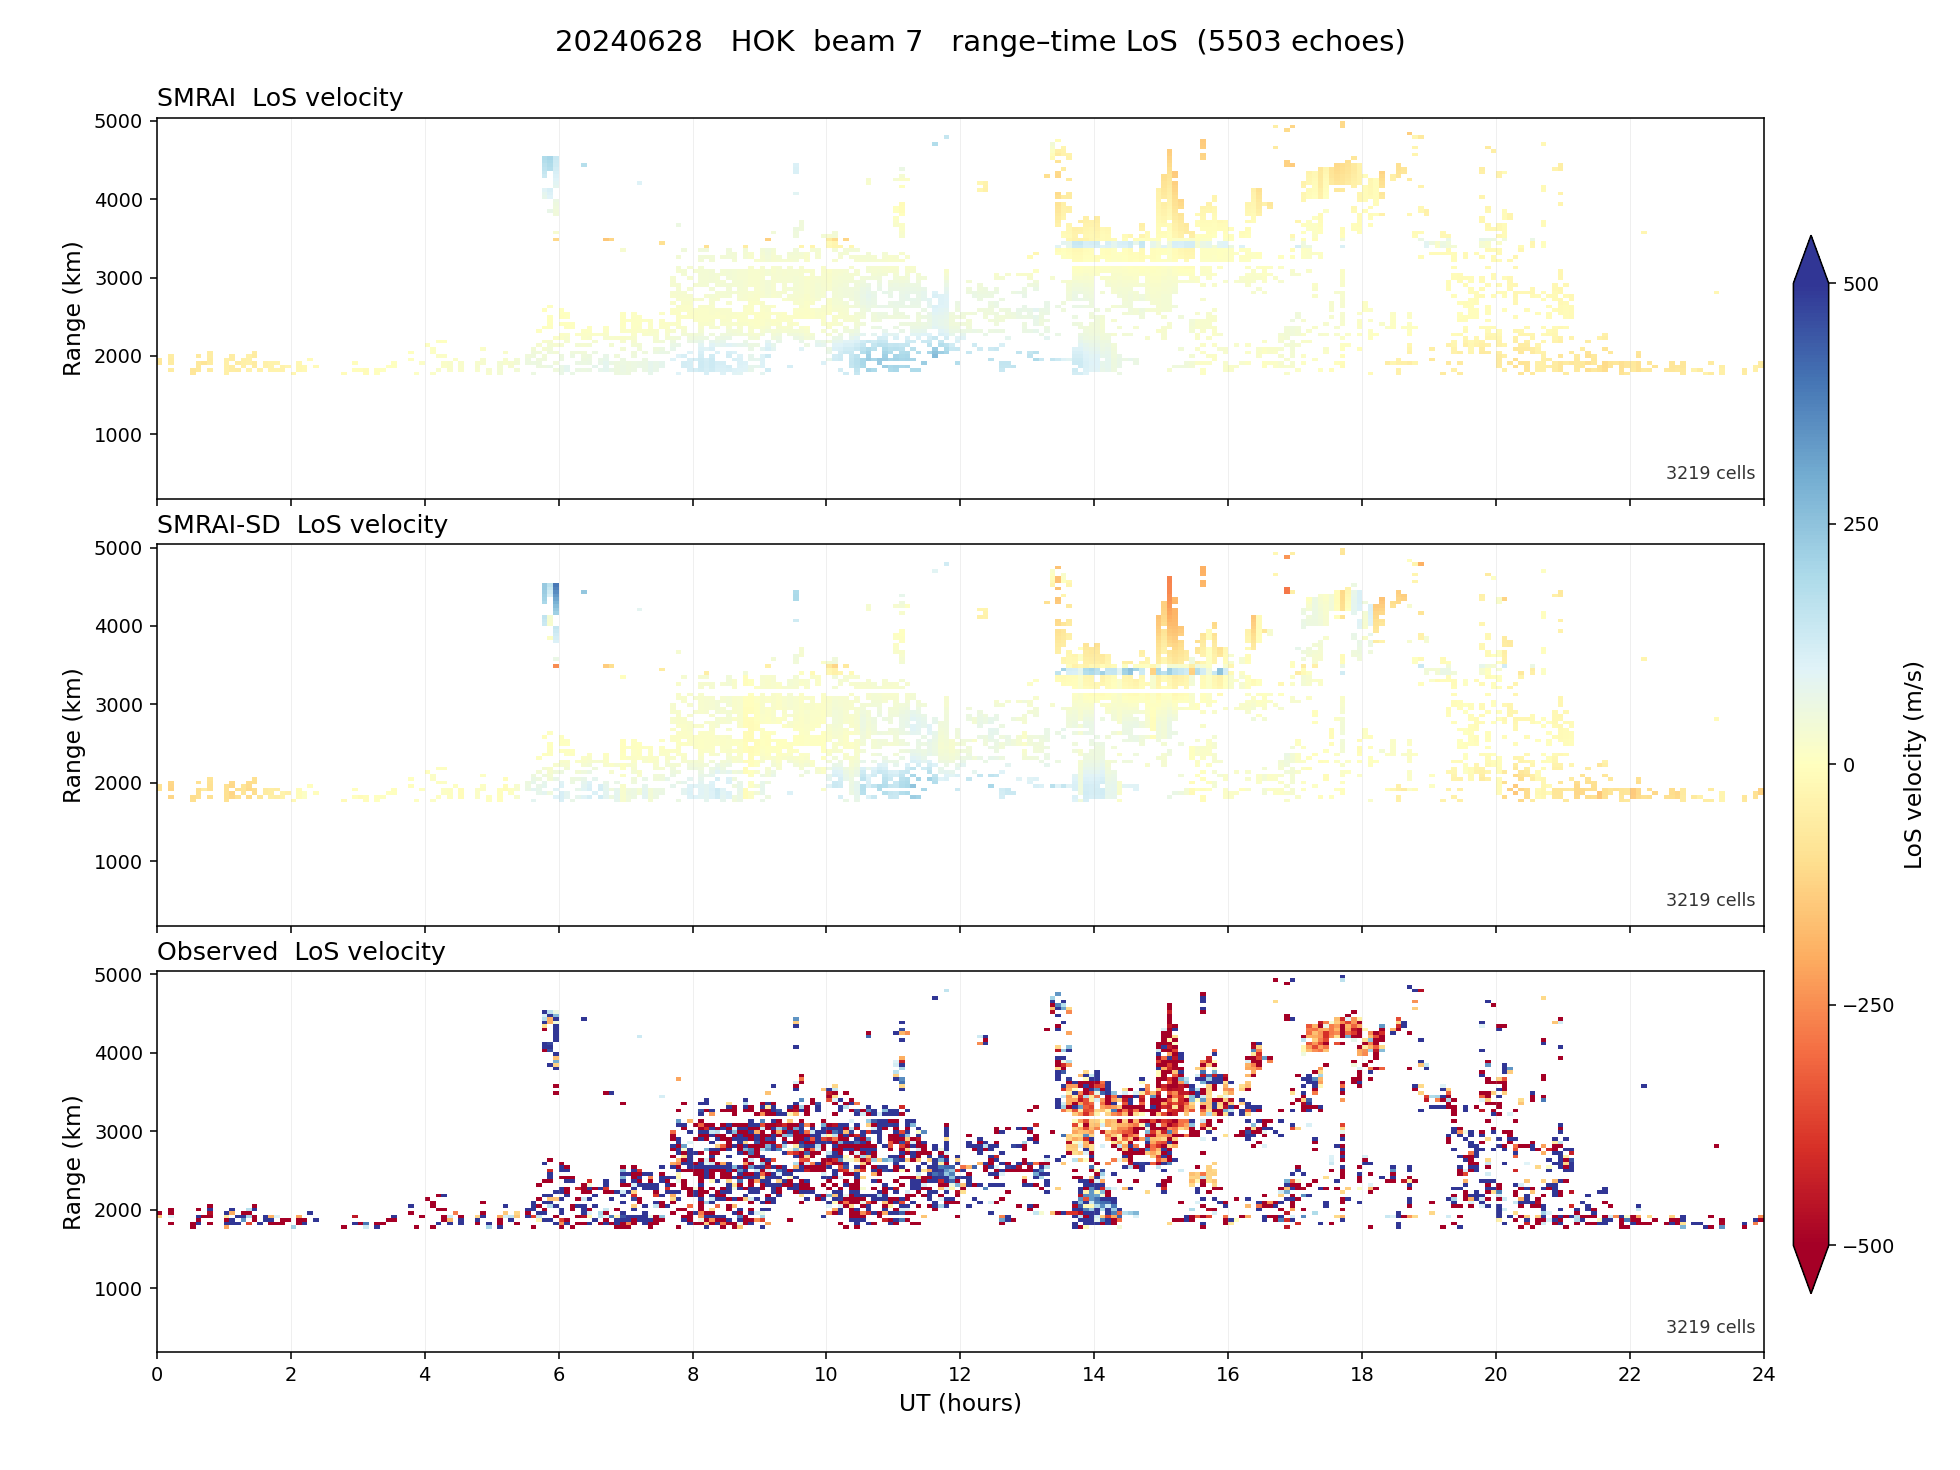 20240628   HOK  beam 7   range–time LoS  (5503 echoes)
SMRAI  LoS velocity
5000
4000
3000
2000
1000
Range (km)
3219 cells
SMRAI-SD  LoS velocity
5000
4000
3000
2000
1000
Range (km)
3219 cells
Observed  LoS velocity
5000
4000
3000
2000
1000
Range (km)
3219 cells
0 2 4 6 8 10 12 14 16 18 20 22 24
UT (hours)
500
250
0
−250
−500
LoS velocity (m/s)